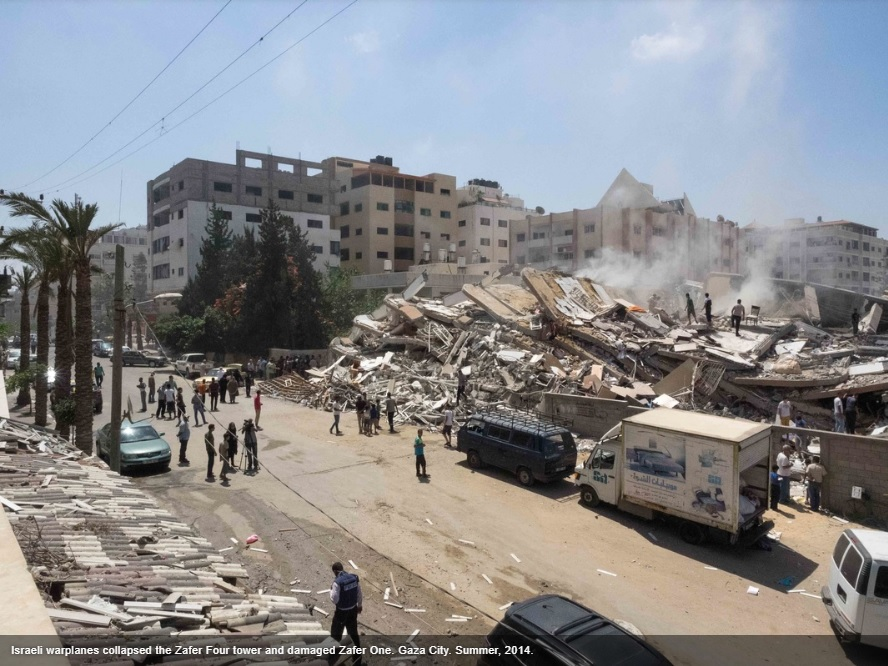 Israeli warplanes collapsed the Zafer Four tower and damaged Zafer One. Gaza City. Summer, 2014.